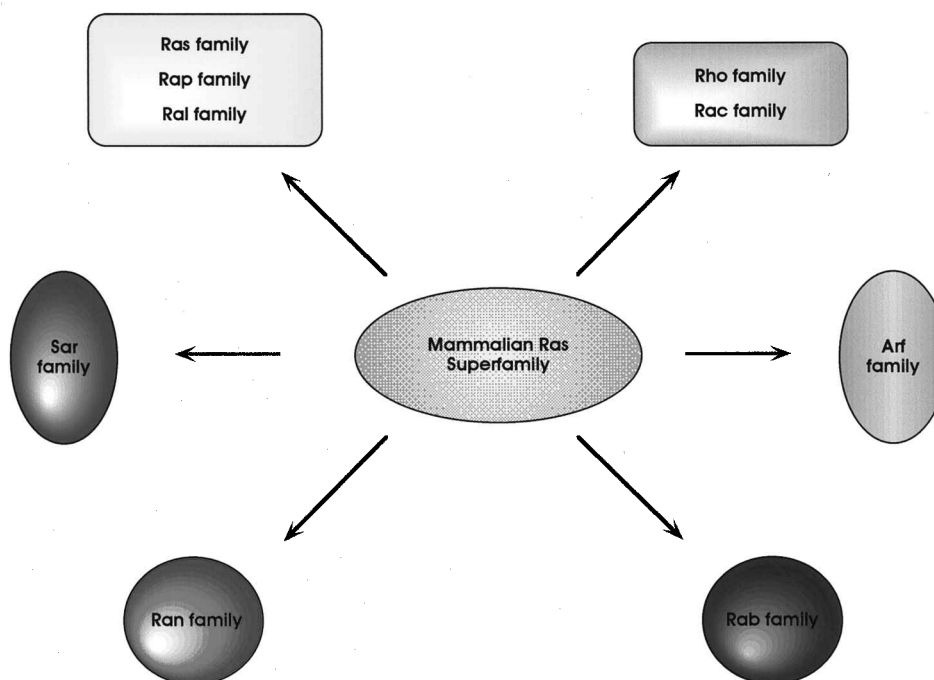 Ras family
Rap family
Ral family
Rho family
Rac family
Sar
family
Mammalian Ras
Superfamily
Arf
family
Ran family
Rab family